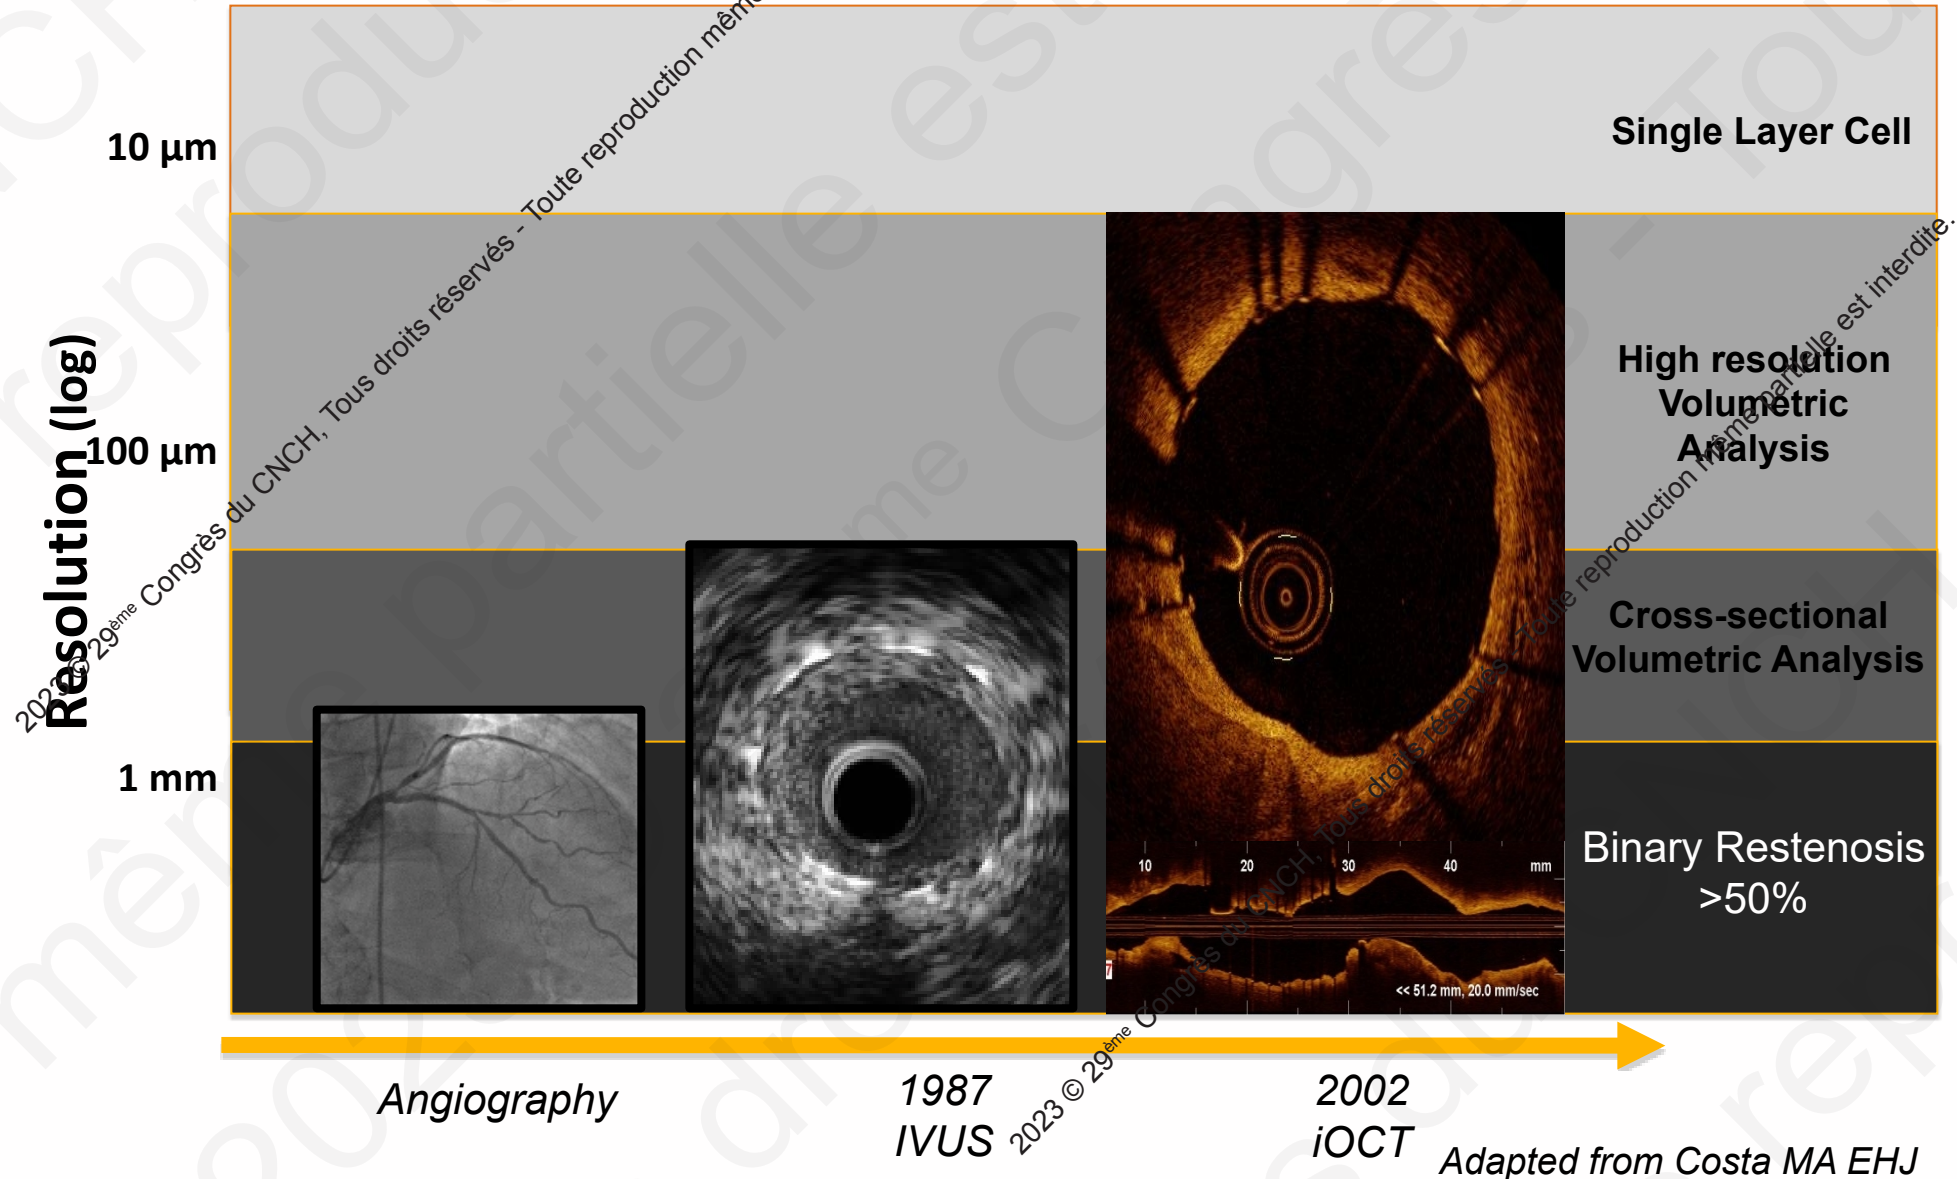 10 µm
Single Layer Cell
Resolution (log)
100 µm
High resolution
Volumetric
Analysis
Cross-sectional
Volumetric Analysis
1 mm
Binary Restenosis
>50%
10 20 30 40 mm
<< 51.2 mm, 20.0 mm/sec
Angiography
1987
IVUS
2002
iOCT
Adapted from Costa MA EHJ
2023 © 29ème Congrès du CNCH, Tous droits réservés - Toute reproduction même
2023 © 29ème Congrès du CNCH, Tous droits réservés - Toute reproduction même partielle est interdite.